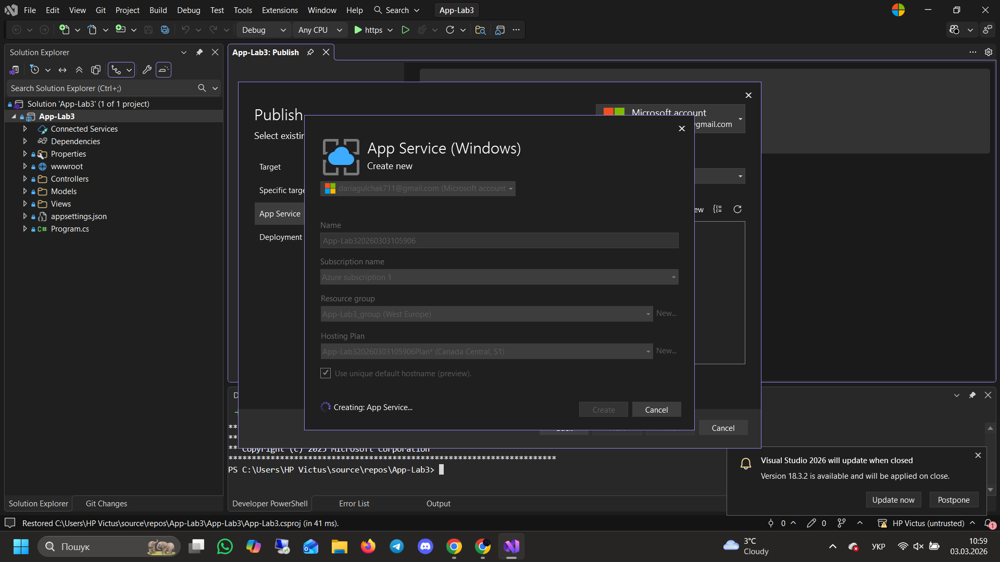 File Edit View Git Project Build Debug Test Tools Extensions Window Help Search App-Lab3
Debug Any CPU https
Solution Explorer
Search Solution Explorer (Ctrl+;)
Solution 'App-Lab3' (1 of 1 project)
App-Lab3
Connected Services
Dependencies
Properties
wwwroot
Controllers
Models
Views
appsettings.json
C# Program.cs
Solution Explorer Git Changes
App-Lab3: Publish
Publish
Select existin
Microsoft account
@gmail.com
Target
Specific targe
App Service
Deployment
ew
App Service (Windows)
Create new
dariagulchak711@gmail.com (Microsoft account
Name
App-Lab320260303105906
Subscription name
Azure subscription 1
Resource group
App-Lab3_group (West Europe)
New...
Hosting Plan
App-Lab320260303105906Plan* (Canada Central, S1)
New...
Use unique default hostname (preview).
Creating: App Service...
Create Cancel
Back
Cancel
D
**
**
** Copyright (c) 2025 Microsoft Corporation
**********************************************************************
PS C:\Users\HP Victus\source\repos\App-Lab3>
Developer PowerShell Error List Output
Visual Studio 2026 will update when closed
Version 18.3.2 is available and will be applied on close.
Update now Postpone
Restored C:\Users\HP Victus\source\repos\App-Lab3\App-Lab3\App-Lab3.csproj (in 41 ms).
0 0 HP Victus (untrusted) 1
Пошук
3°C
Cloudy
УКР
10:59
03.03.2026